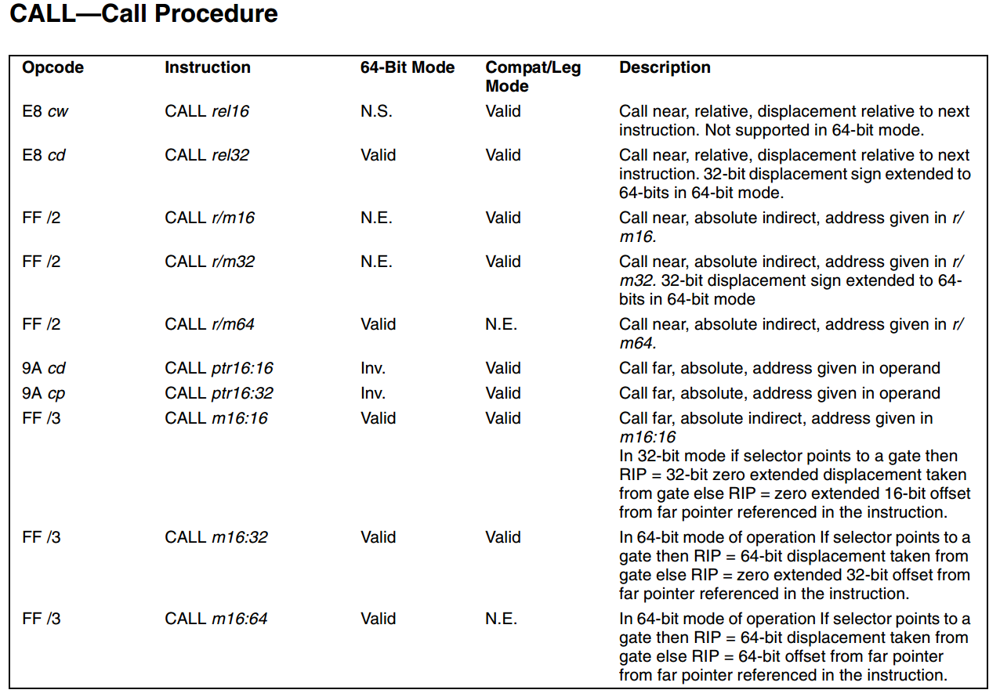 CALL—Call Procedure
Opcode Instruction 64-Bit Mode Compat/Leg Mode Description
E8 cw CALL rel16 N.S. Valid Call near, relative, displacement relative to next
instruction. Not supported in 64-bit mode.
E8 cd CALL rel32 Valid Valid Call near, relative, displacement relative to next
instruction. 32-bit displacement sign extended to
64-bits in 64-bit mode.
FF /2 CALL r/m16 N.E. Valid Call near, absolute indirect, address given in r/
m16.
FF /2 CALL r/m32 N.E. Valid Call near, absolute indirect, address given in r/
m32. 32-bit displacement sign extended to 64-
bits in 64-bit mode
FF /2 CALL r/m64 Valid N.E. Call near, absolute indirect, address given in r/
m64.
9A cd CALL ptr16:16 Inv. Valid Call far, absolute, address given in operand
9A cp CALL ptr16:32 Inv. Valid Call far, absolute, address given in operand
FF /3 CALL m16:16 Valid Valid Call far, absolute indirect, address given in
m16:16
In 32-bit mode if selector points to a gate then
RIP = 32-bit zero extended displacement taken
from gate else RIP = zero extended 16-bit offset
from far pointer referenced in the instruction.
FF /3 CALL m16:32 Valid Valid In 64-bit mode of operation If selector points to a
gate then RIP = 64-bit displacement taken from
gate else RIP = zero extended 32-bit offset from
far pointer referenced in the instruction.
FF /3 CALL m16:64 Valid N.E. In 64-bit mode of operation If selector points to a
gate then RIP = 64-bit displacement taken from
gate else RIP = 64-bit offset from far pointer
from far pointer referenced in the instruction.